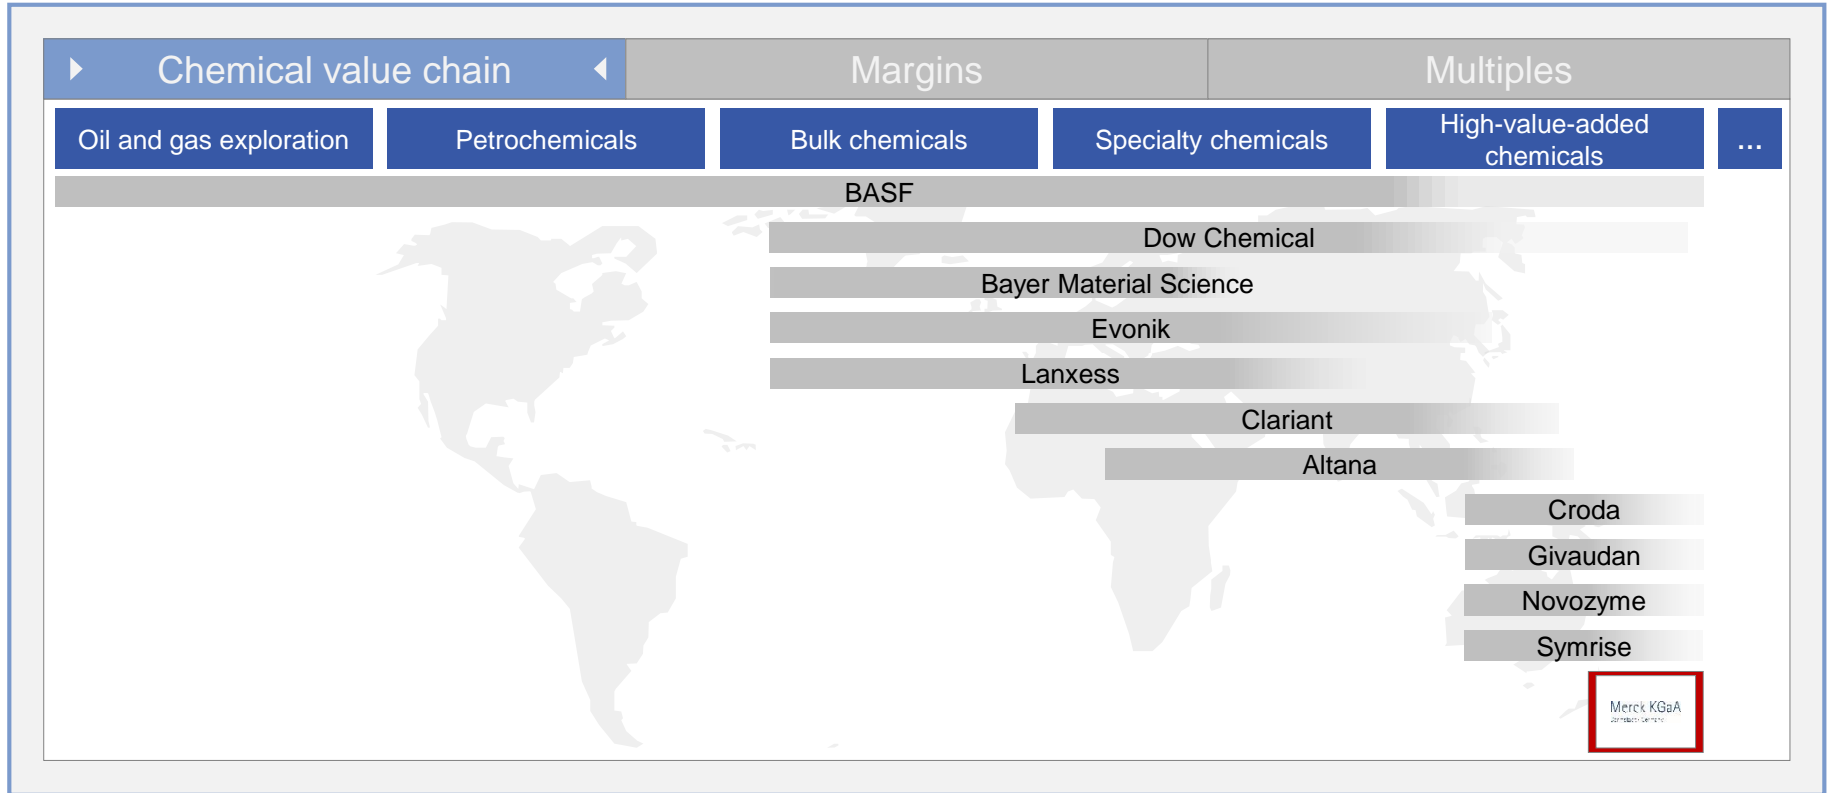 Chemical value chain
Margins
Multiples
Oil and gas exploration
Petrochemicals
Bulk chemicals
Specialty chemicals
High-value-added
chemicals
...
BASF
Dow Chemical
Bayer Material Science
Evonik
Lanxess
Clariant
Altana
Croda
Givaudan
Novozyme
Symrise
Merck KGaA